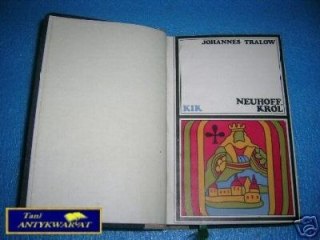 JOHANNES TRALOW
NEUHOFF
KRÓL
KIK
Tani
ANTYKWARIAT